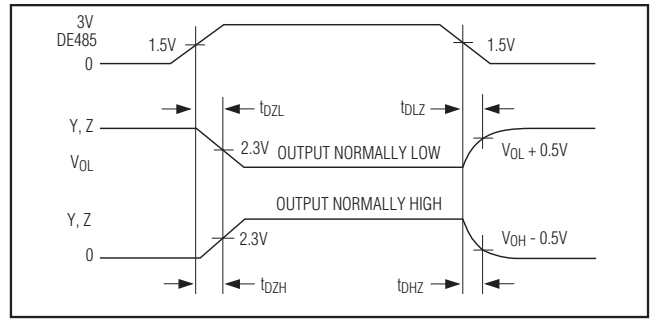 3V
DE485
1.5V
1.5V
0
tDZL
tDLZ
Y, Z
2.3V
OUTPUT NORMALLY LOW
VOL + 0.5V
VOL
OUTPUT NORMALLY HIGH
Y, Z
2.3V
VOH - 0.5V
0
tDZH
tDHZ